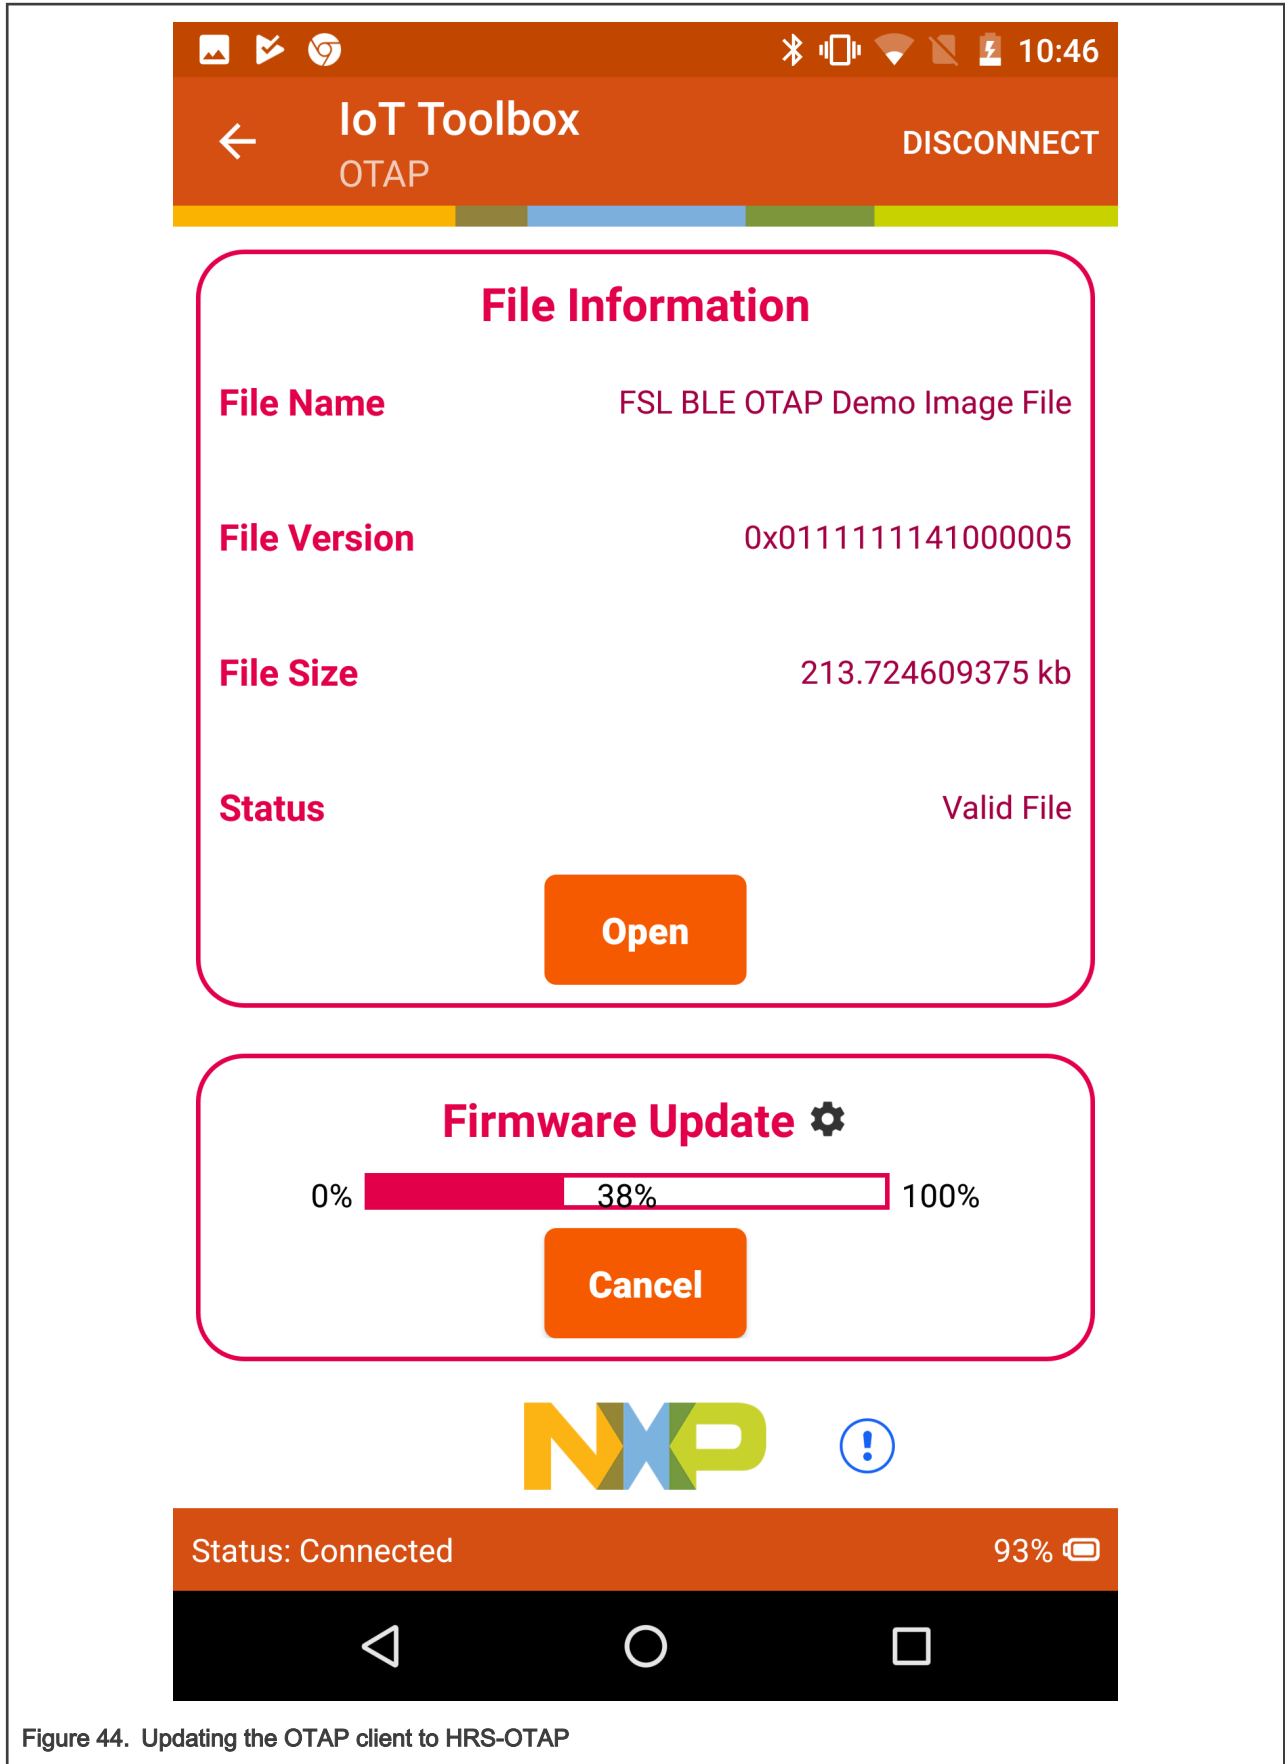 10:46
IoT Toolbox
OTAP
DISCONNECT
File Information
File Name FSL BLE OTAP Demo Image File
File Version 0x0111111141000005
File Size 213.724609375 kb
Status Valid File
Open
Firmware Update
0% 38% 100%
Cancel
NXP
Status: Connected 93%
Figure 44. Updating the OTAP client to HRS-OTAP